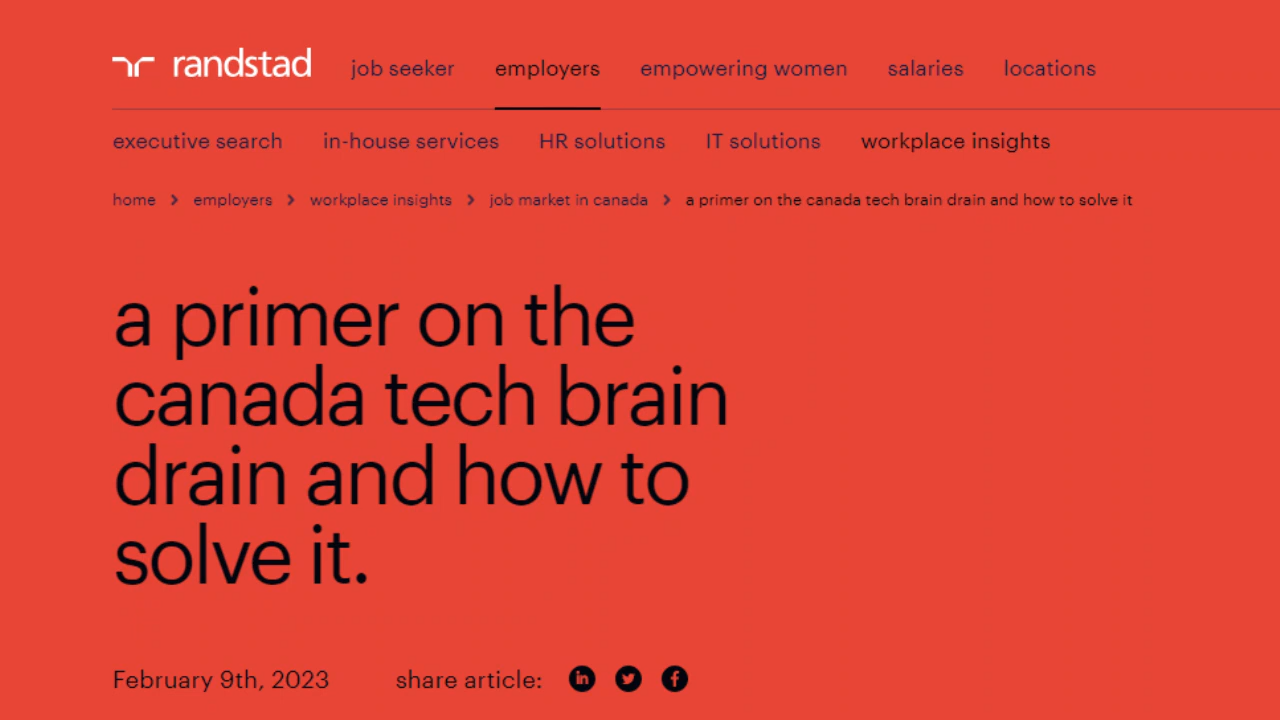 randstad job seeker employers empowering women salaries locations
executive search in-house services HR solutions IT solutions workplace insights
home employers workplace insights job market in canada a primer on the canada tech brain drain and how to solve it
a primer on the
canada tech brain
drain and how to
solve it.
February 9th, 2023 share article: